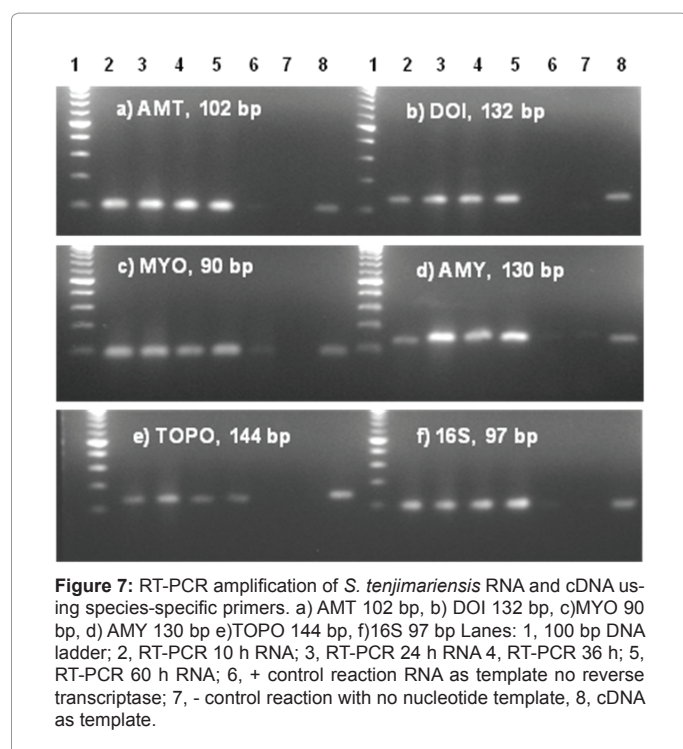 1 2 3 4 5 6 7 8 1 2 3 4 5 6 7 8
a) AMT, 102 bp
b) DOI, 132 bp
c) MYO, 90 bp
d) AMY, 130 bp
e) TOPO, 144 bp
f) 16S, 97 bp
Figure 7: RT-PCR amplification of S. tenjimariensis RNA and cDNA us-
ing species-specific primers. a) AMT 102 bp, b) DOI 132 bp, c)MYO 90
bp, d) AMY 130 bp e)TOPO 144 bp, f)16S 97 bp Lanes: 1, 100 bp DNA
ladder; 2, RT-PCR 10 h RNA; 3, RT-PCR 24 h RNA 4, RT-PCR 36 h; 5,
RT-PCR 60 h RNA; 6, + control reaction RNA as template no reverse
transcriptase; 7, - control reaction with no nucleotide template, 8, cDNA
as template.